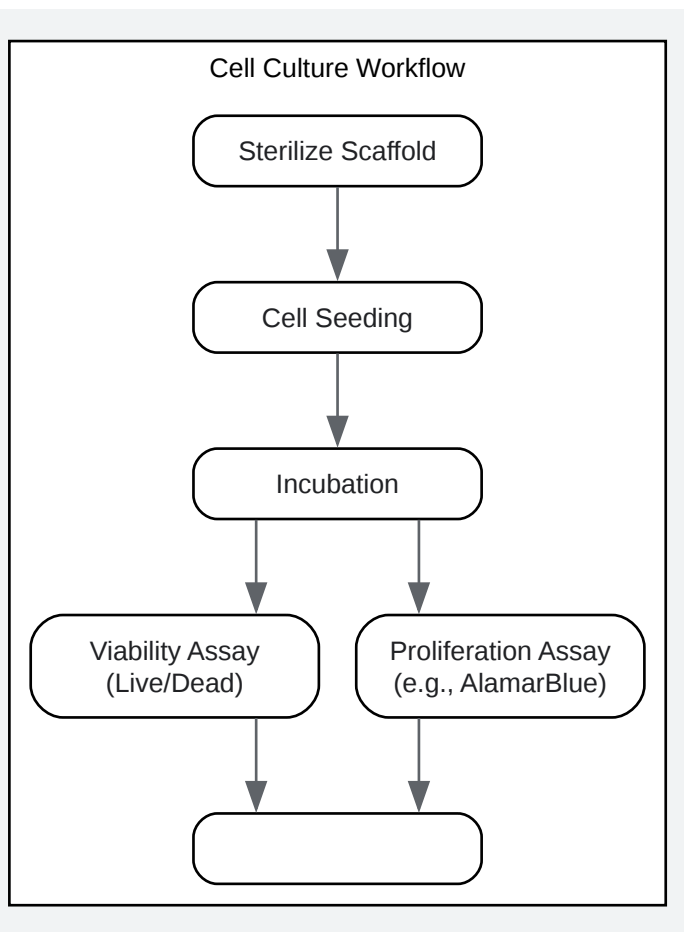 Cell Culture Workflow
Sterilize Scaffold
Cell Seeding
Incubation
Viability Assay
(Live/Dead)
Proliferation Assay
(e.g., AlamarBlue)